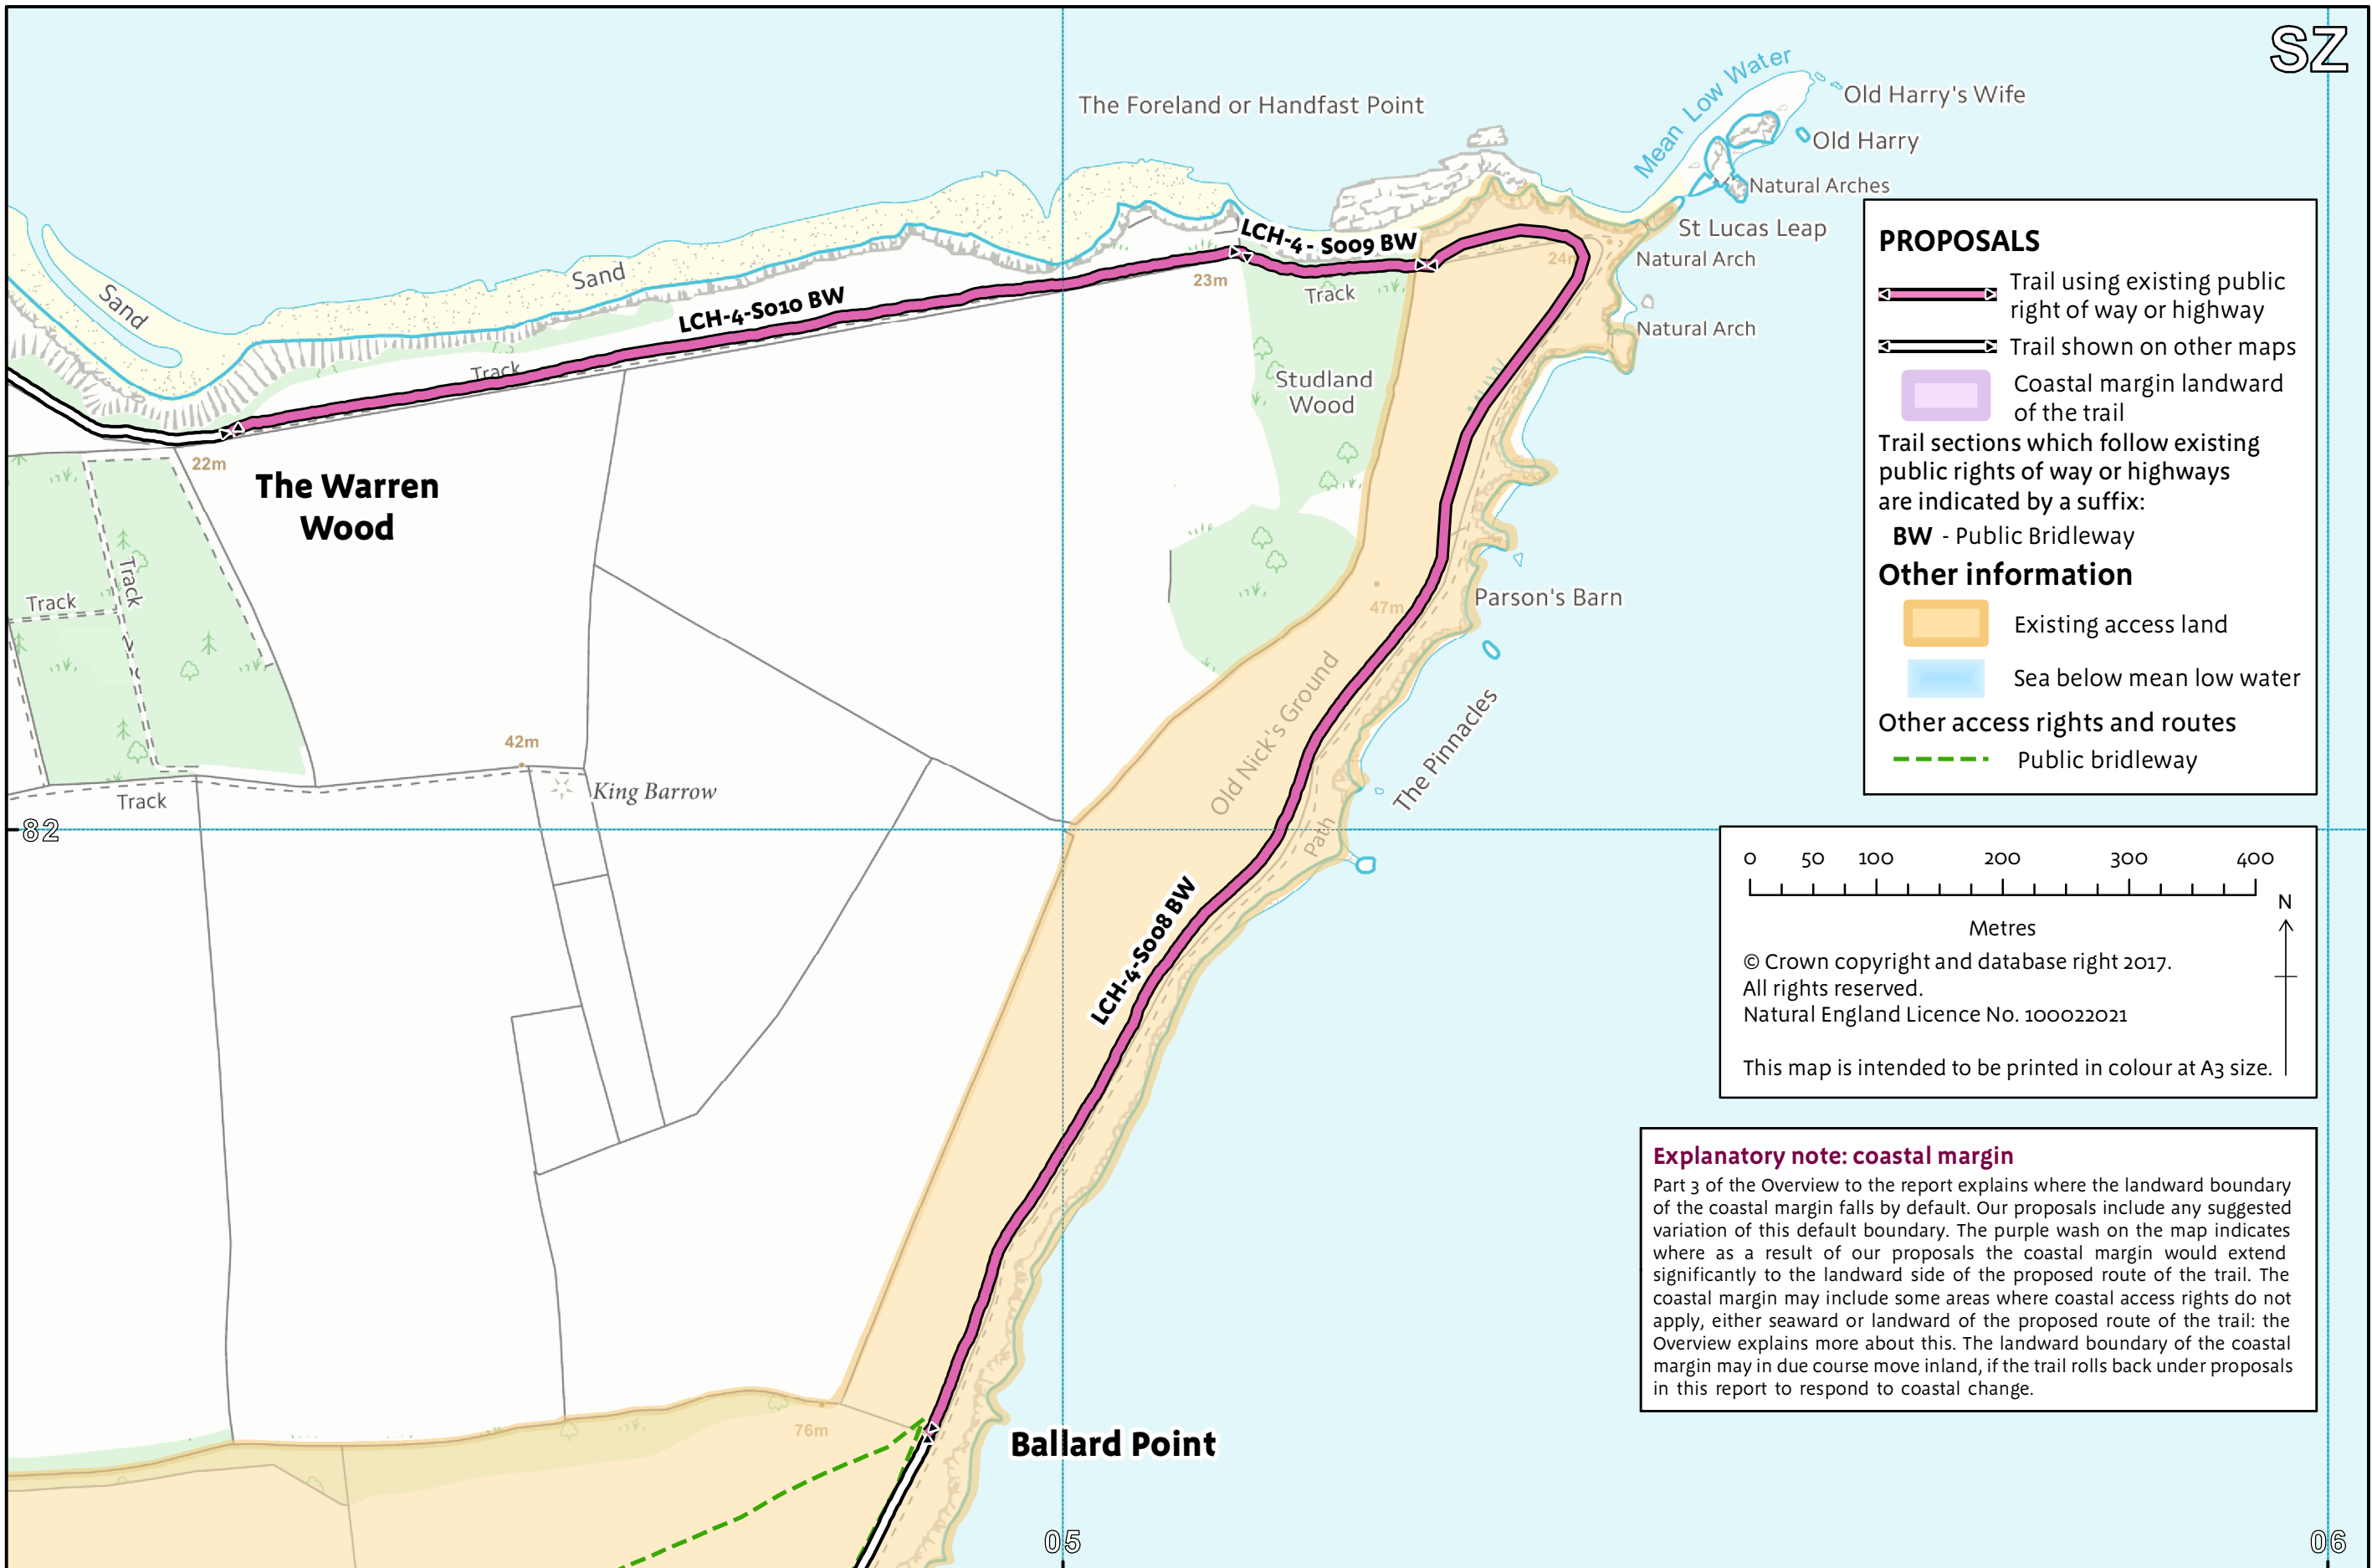 SZ
Mean Low Water
Old Harry's Wife
The Foreland or Handfast Point
Old Harry
Natural Arches
St Lucas Leap
LCH-4 - S009 BW
Natural Arch
24m
23m
Track
Sand
Sand
LCH-4-S010 BW
Natural Arch
Track
Studland
Wood
MLW
22m
The Warren
Wood
Track
Track
47m
Parson's Barn
Old Nick's Ground
The Pinnacles
42m
King Barrow
Track
82
Path
LCH-4-S008 BW
76m
Ballard Point
05
06
PROPOSALS
Trail using existing public
right of way or highway
Trail shown on other maps
Coastal margin landward
of the trail
Trail sections which follow existing
public rights of way or highways
are indicated by a suffix:
BW - Public Bridleway
Other information
Existing access land
Sea below mean low water
Other access rights and routes
Public bridleway
0 50 100 200 300 400
Metres
N
© Crown copyright and database right 2017.
All rights reserved.
Natural England Licence No. 100022021
This map is intended to be printed in colour at A3 size.
Explanatory note: coastal margin
Part 3 of the Overview to the report explains where the landward boundary
of the coastal margin falls by default. Our proposals include any suggested
variation of this default boundary. The purple wash on the map indicates
where as a result of our proposals the coastal margin would extend
significantly to the landward side of the proposed route of the trail. The
coastal margin may include some areas where coastal access rights do not
apply, either seaward or landward of the proposed route of the trail: the
Overview explains more about this. The landward boundary of the coastal
margin may in due course move inland, if the trail rolls back under proposals
in this report to respond to coastal change.